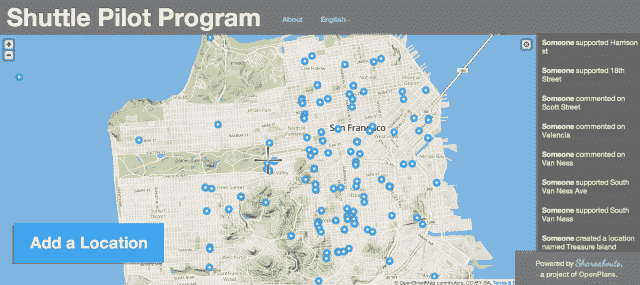 Shuttle Pilot Program
About
English
+
-
San Francisco
Add a Location
Someone supported Harrison
st
Someone supported 18th
Street
Someone commented on
Scott Street
Someone commented on
Valencia
Someone commented on
Van Ness
Someone supported South
Van Ness Ave
Someone supported South
Van Ness
Someone created a location
named Treasure Island
Powered by Shareabouts,
a project of OpenPlans.
© OpenStreetMap contributors, CC-BY-SA.